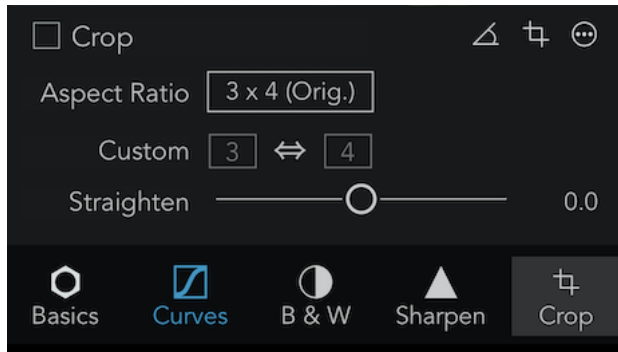 Crop
Aspect Ratio 3 x 4 (Orig.)
Custom 3 ⇔ 4
Straighten 0.0
Basics Curves B & W Sharpen Crop